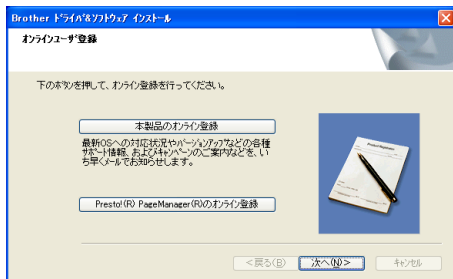 Brother ドライバ&ソフトウェア インストール
オンラインユーザ登録
下のボタンを押して、オンライン登録を行ってください。
本製品のオンライン登録
最新OSへの対応状況やバージョンアップなどの各種
サポート情報、およびキャンペーンのご案内などを、い
ち早くメールでお知らせします。
Presto!(R) PageManager(R)のオンライン登録
<戻る(B)
次へ(N)>
キャンセル